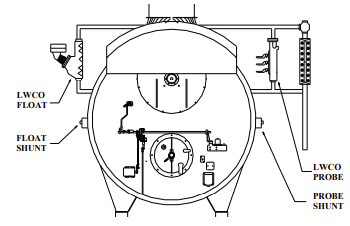 LWCO
FLOAT
FLOAT
SHUNT
LWCO
PROBE
PROBE
SHUNT